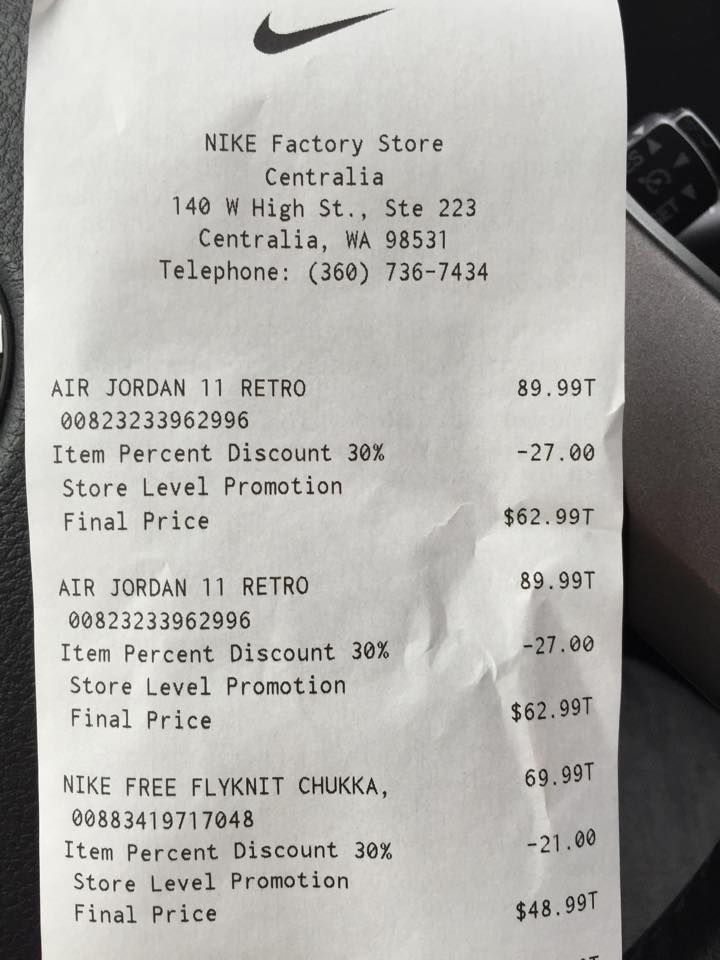 NIKE Factory Store
Centralia
140 W High St., Ste 223
Centralia, WA 98531
Telephone: (360) 736-7434
AIR JORDAN 11 RETRO 89.99T
00823233962996
Item Percent Discount 30% -27.00
Store Level Promotion
Final Price $62.99T
AIR JORDAN 11 RETRO 89.99T
00823233962996
Item Percent Discount 30% -27.00
Store Level Promotion
Final Price $62.99T
NIKE FREE FLYKNIT CHUKKA, 69.99T
00883419717048
Item Percent Discount 30% -21.00
Store Level Promotion
Final Price $48.99T